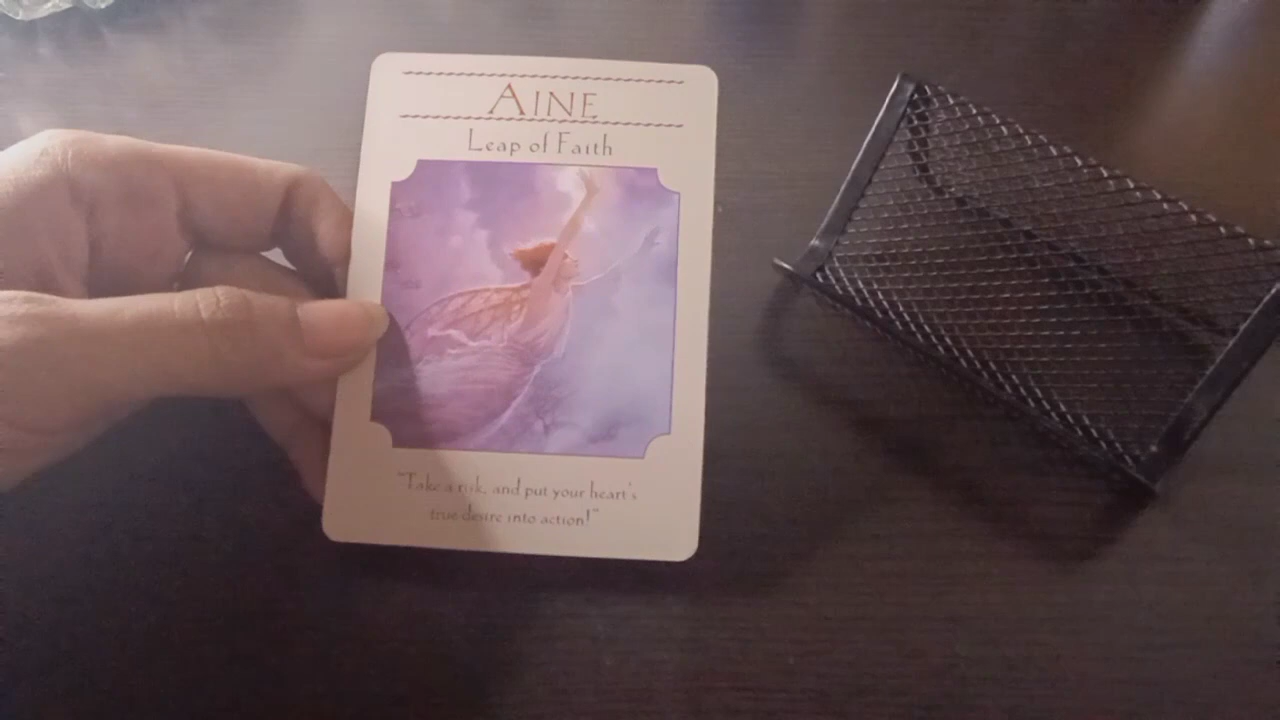 AINE
Leap of Faith
"Take a risk, and put your heart's
true desire into action!"